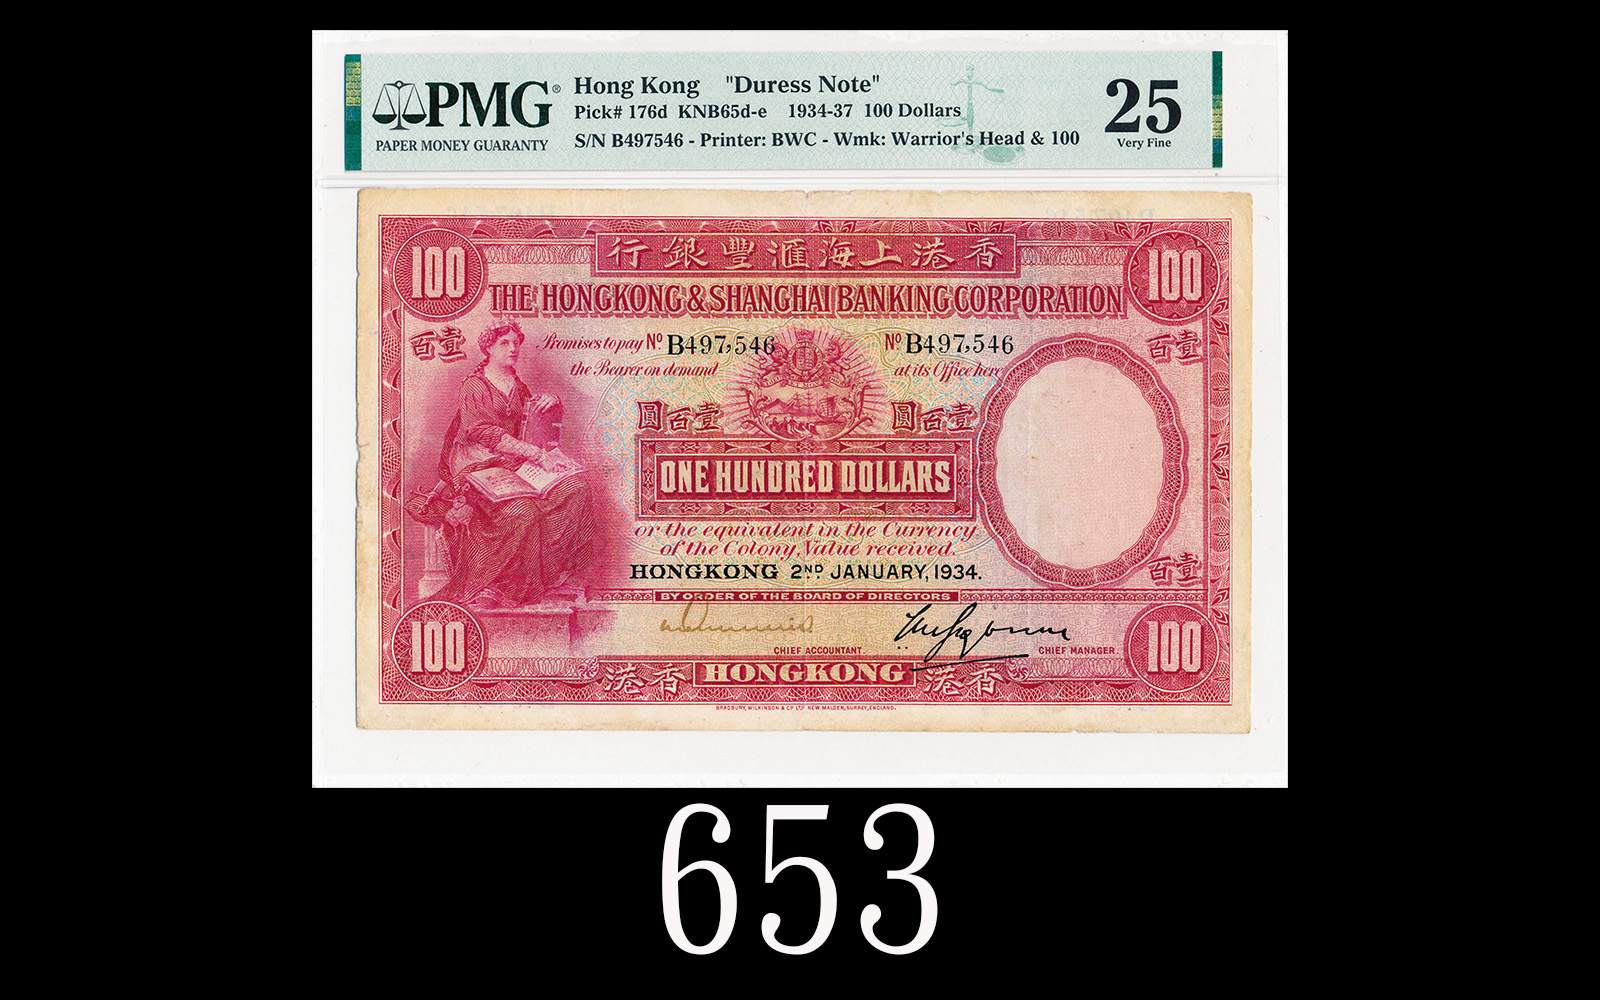 PMG®
PAPER MONEY GUARANTY
Hong Kong "Duress Note"
Pick# 176d KNB65d-e 1934-37 100 Dollars
S/N B497546 - Printer: BWC - Wmk: Warrior's Head & 100
25
Very Fine
100 行銀豐滙海上港香 100
THE HONGKONG & SHANGHAI BANKING CORPORATION
百壹 百壹
Promises to pay Nº B497,546 Nº B497,546
the Bearer on demand at its Office here
圓百壹 圓百壹
ONE HUNDRED DOLLARS
or the equivalent in the Currency
of the Colony, Value received.
百壹
HONGKONG 2ND JANUARY, 1934.
BY ORDER OF THE BOARD OF DIRECTORS
100 100
CHIEF ACCOUNTANT. CHIEF MANAGER.
港香 HONGKONG 港香
BRADBURY, WILKINSON & Cº Lᵀᴰ NEW MALDEN, SURREY, ENGLAND.
653